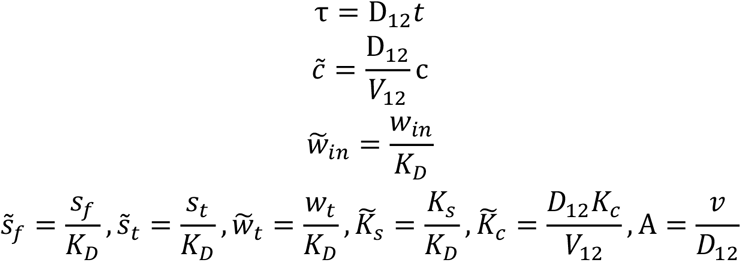 τ = D₁₂t
c̃ = D₁₂/V₁₂ c
w̃ᵢₙ = wᵢₙ/K_D
s̃_f = s_f/K_D, s̃_t = s_t/K_D, w̃_t = w_t/K_D, K̃_s = K_s/K_D, K̃_c = D₁₂K_c/V₁₂, A = v/D₁₂